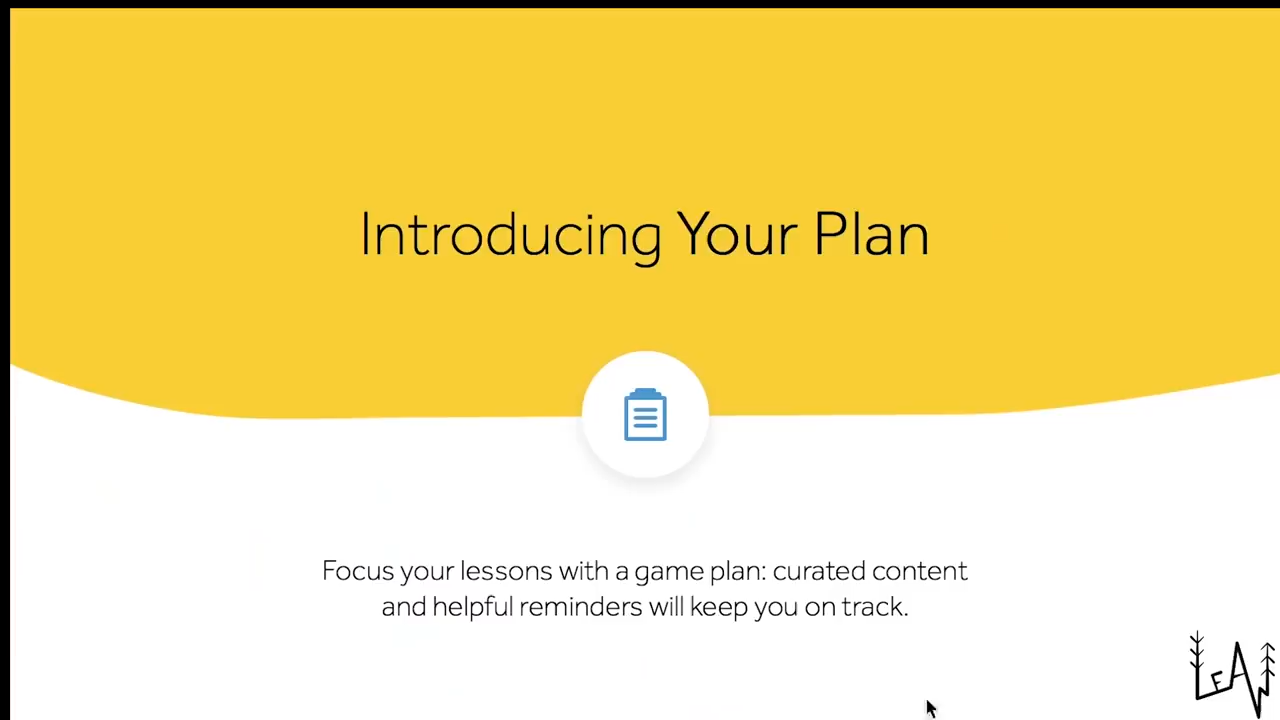 Introducing Your Plan
Focus your lessons with a game plan: curated content
and helpful reminders will keep you on track.
LEAF